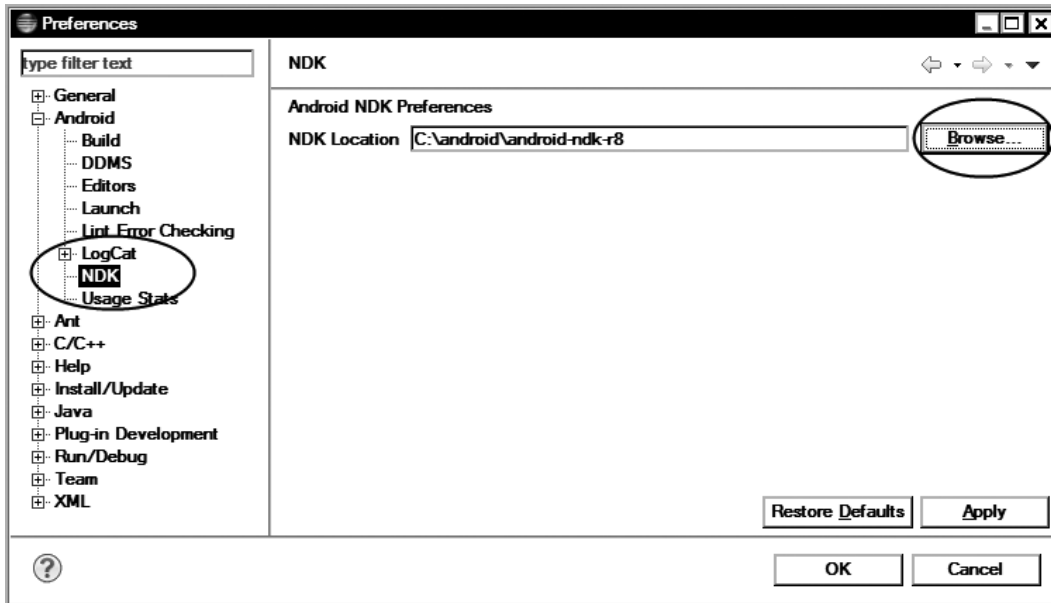 Preferences
type filter text
General
Android
Build
DDMS
Editors
Launch
Lint Error Checking
LogCat
NDK
Usage Stats
Ant
C/C++
Help
Install/Update
Java
Plug-in Development
Run/Debug
Team
XML
NDK
Android NDK Preferences
NDK Location C:\android\android-ndk-r8 Browse...
Restore Defaults Apply
OK Cancel